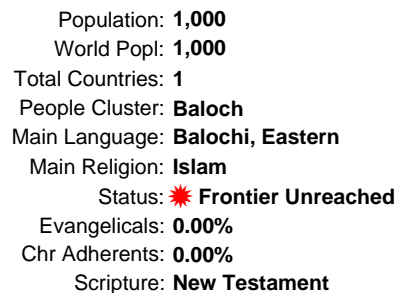 Population: 1,000
World Popl: 1,000
Total Countries: 1
People Cluster: Baloch
Main Language: Balochi, Eastern
Main Religion: Islam
Status: Frontier Unreached
Evangelicals: 0.00%
Chr Adherents: 0.00%
Scripture: New Testament